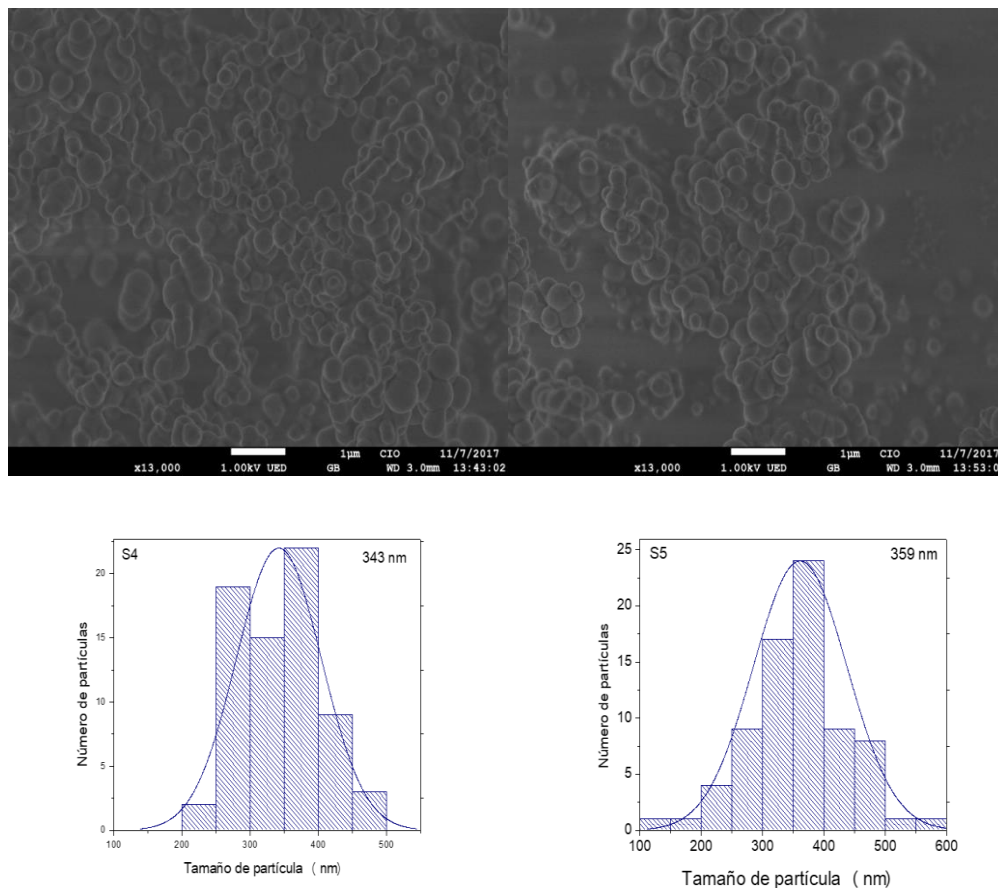 1µm CIO 11/7/2017
x13,000 1.00kV UED GB WD 3.0mm 13:43:02
1µm CIO 11/7/2017
x13,000 1.00kV UED GB WD 3.0mm 13:53:0
S4 343 nm
Número de partículas
20
15
10
5
0
100 200 300 400 500
Tamaño de partícula ( nm)
S5 359 nm
Número de partículas
25
20
15
10
5
0
100 200 300 400 500 600
Tamaño de partícula ( nm)